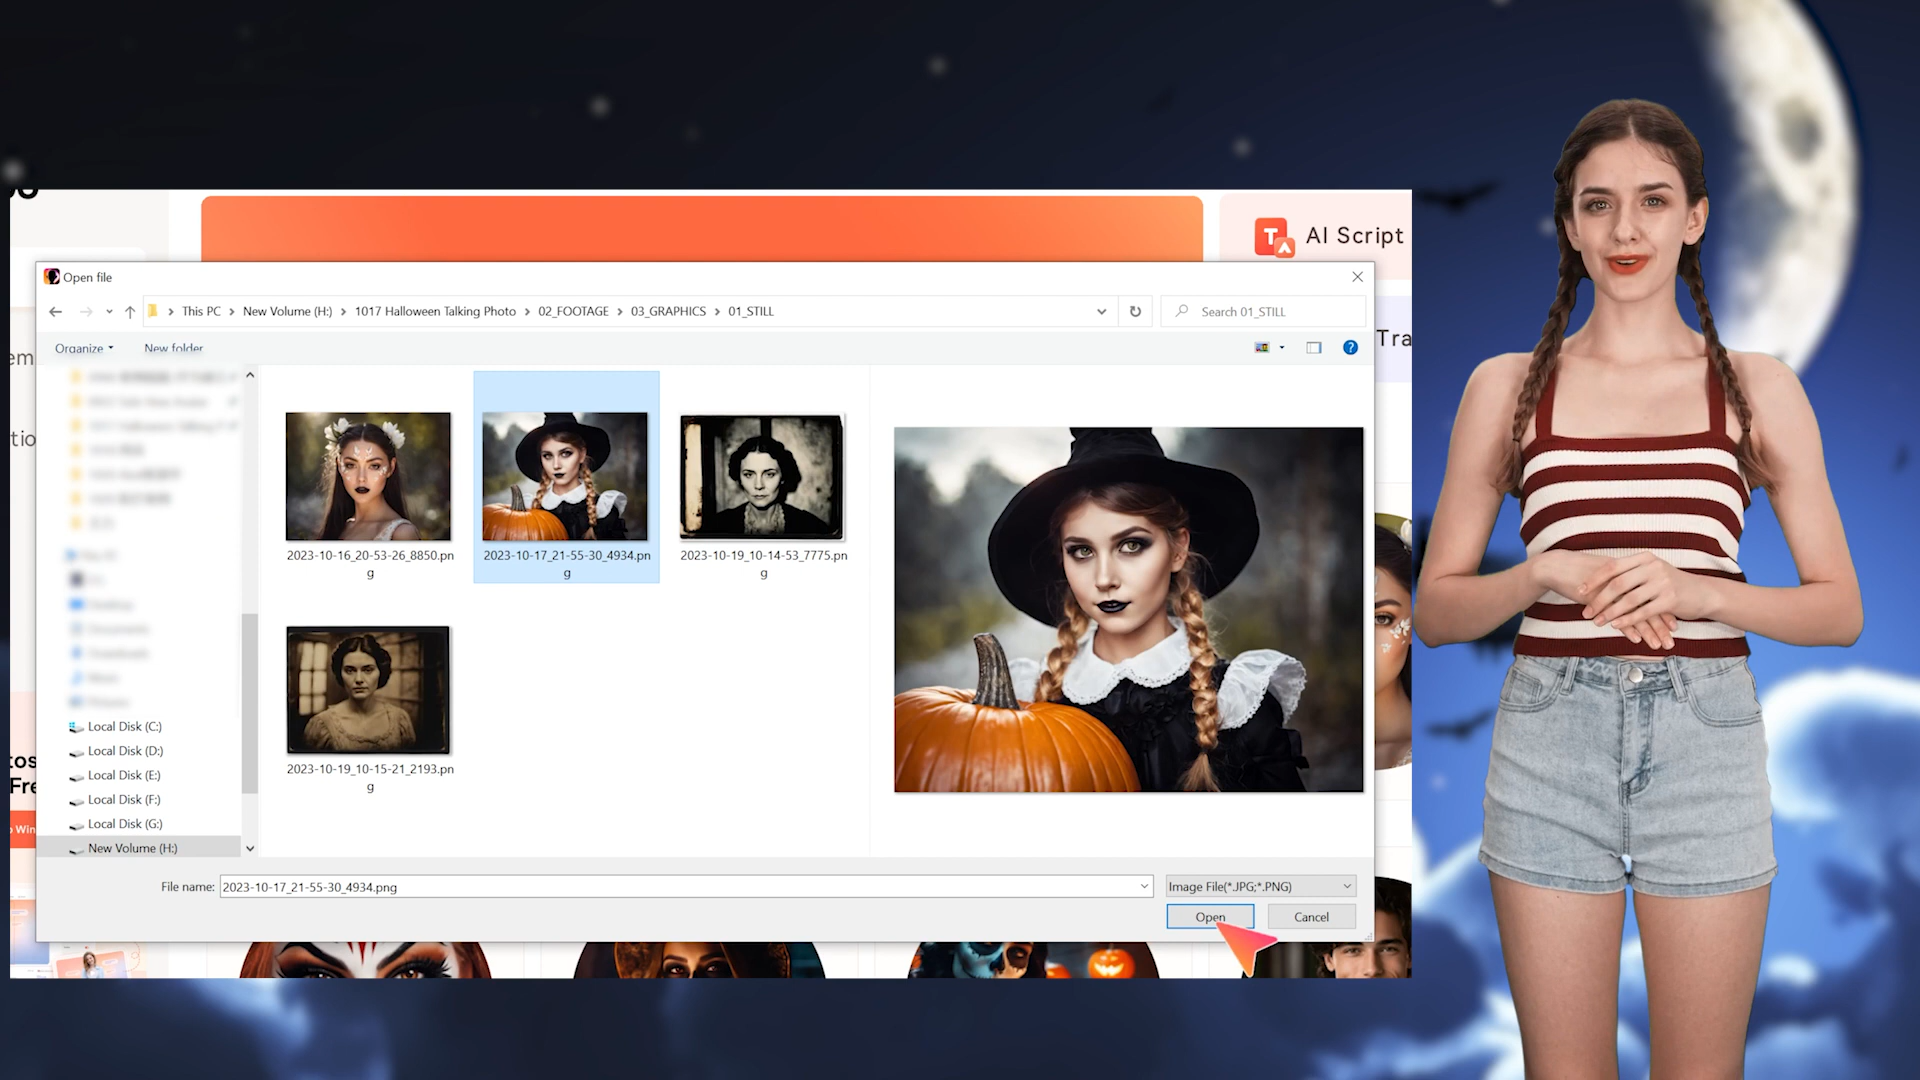 AI Script
Open file
This PC > New Volume (H:) > 1017 Halloween Talking Photo > 02_FOOTAGE > 03_GRAPHICS > 01_STILL
Search 01_STILL
Organize
New folder
Tra
em
tio
2023-10-16_20-53-26_8850.pn
g
2023-10-17_21-55-30_4934.pn
g
2023-10-19_10-14-53_7775.pn
g
2023-10-19_10-15-21_2193.pn
g
Local Disk (C:)
Local Disk (D:)
Local Disk (E:)
Local Disk (F:)
Local Disk (G:)
New Volume (H:)
tos
Fre
Win
File name: 2023-10-17_21-55-30_4934.png
Image File(*.JPG;*.PNG)
Open
Cancel